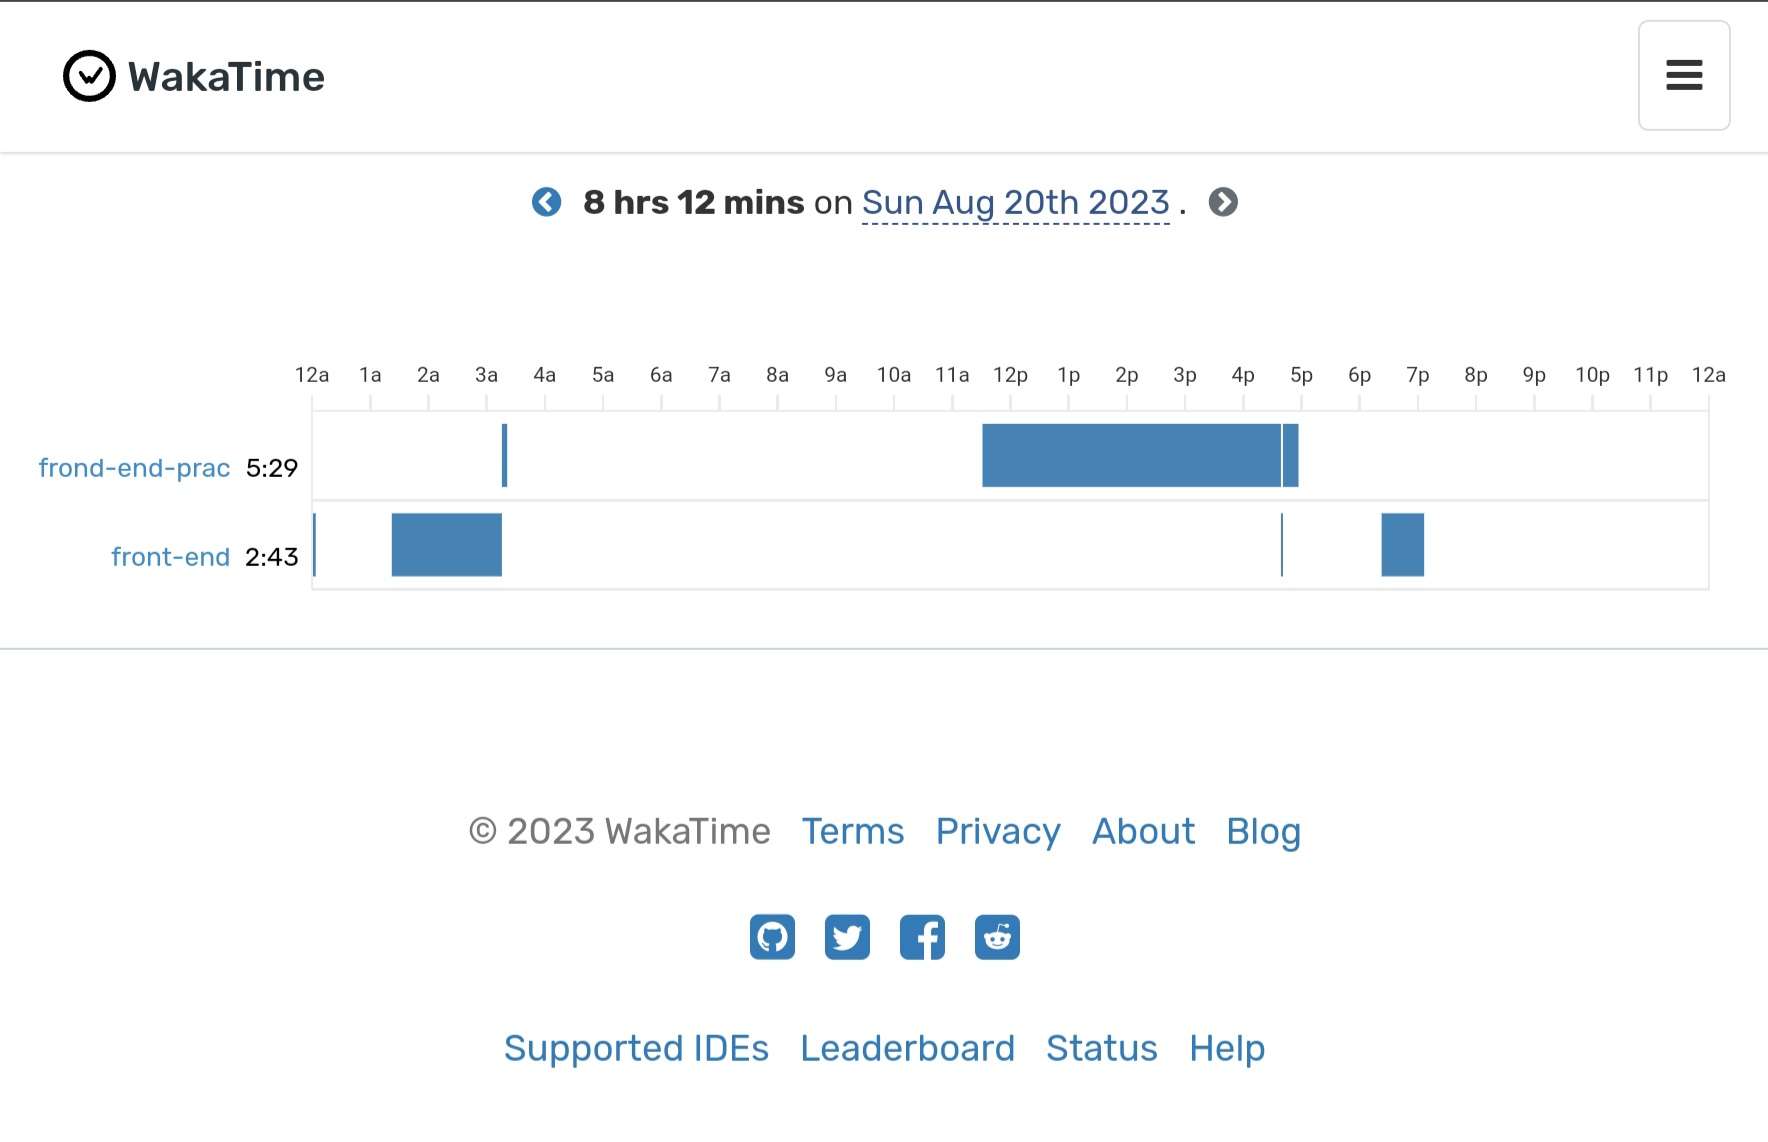 WakaTime
8 hrs 12 mins on Sun Aug 20th 2023 .
12a 1a 2a 3a 4a 5a 6a 7a 8a 9a 10a 11a 12p 1p 2p 3p 4p 5p 6p 7p 8p 9p 10p 11p 12a
frond-end-prac 5:29
front-end 2:43
© 2023 WakaTime Terms Privacy About Blog
Supported IDEs Leaderboard Status Help